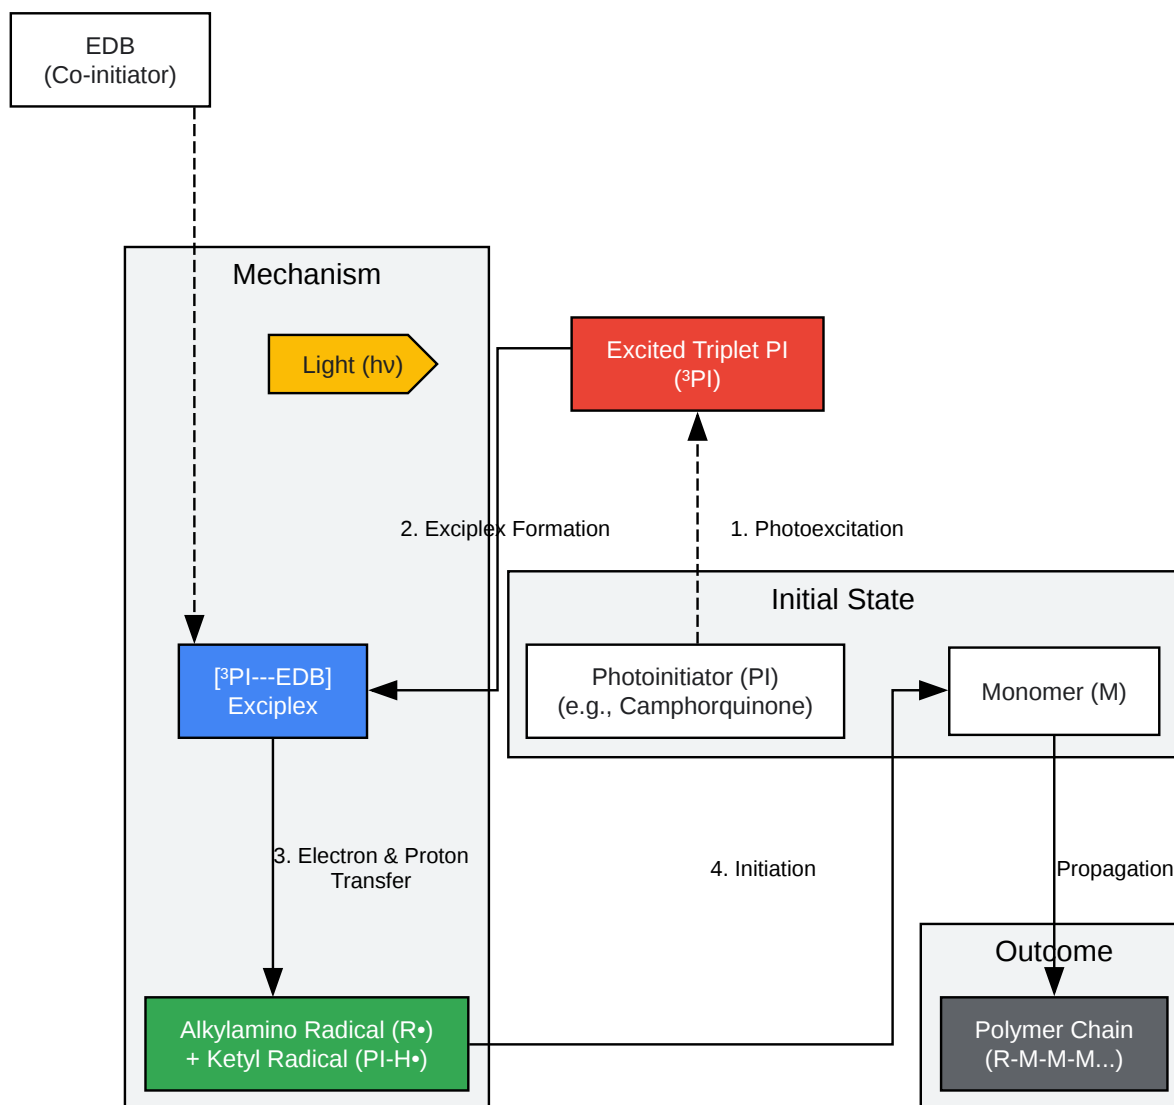 EDB
(Co-initiator)
Mechanism
Light (hν)
Excited Triplet PI
(³PI)
2. Exciplex Formation
1. Photoexcitation
Initial State
[³PI---EDB]
Exciplex
Photoinitiator (PI)
(e.g., Camphorquinone)
Monomer (M)
3. Electron & Proton
Transfer
4. Initiation
Propagation
Outcome
Alkylamino Radical (R•)
+ Ketyl Radical (PI-H•)
Polymer Chain
(R-M-M-M...)